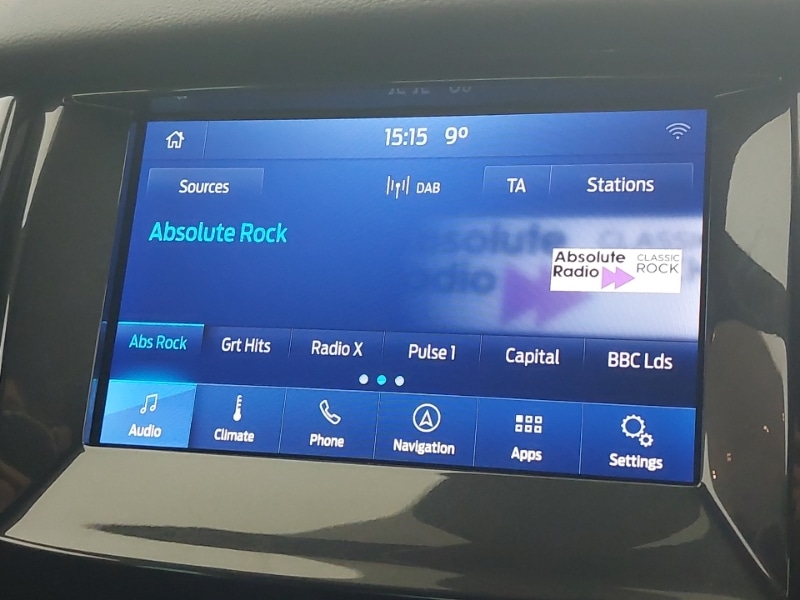 15:15 9º
Sources DAB TA Stations
Absolute Rock
Absolute Radio
CLASSIC ROCK
Abs Rock Grt Hits Radio X Pulse 1 Capital BBC Lds
Audio Climate Phone Navigation Apps Settings